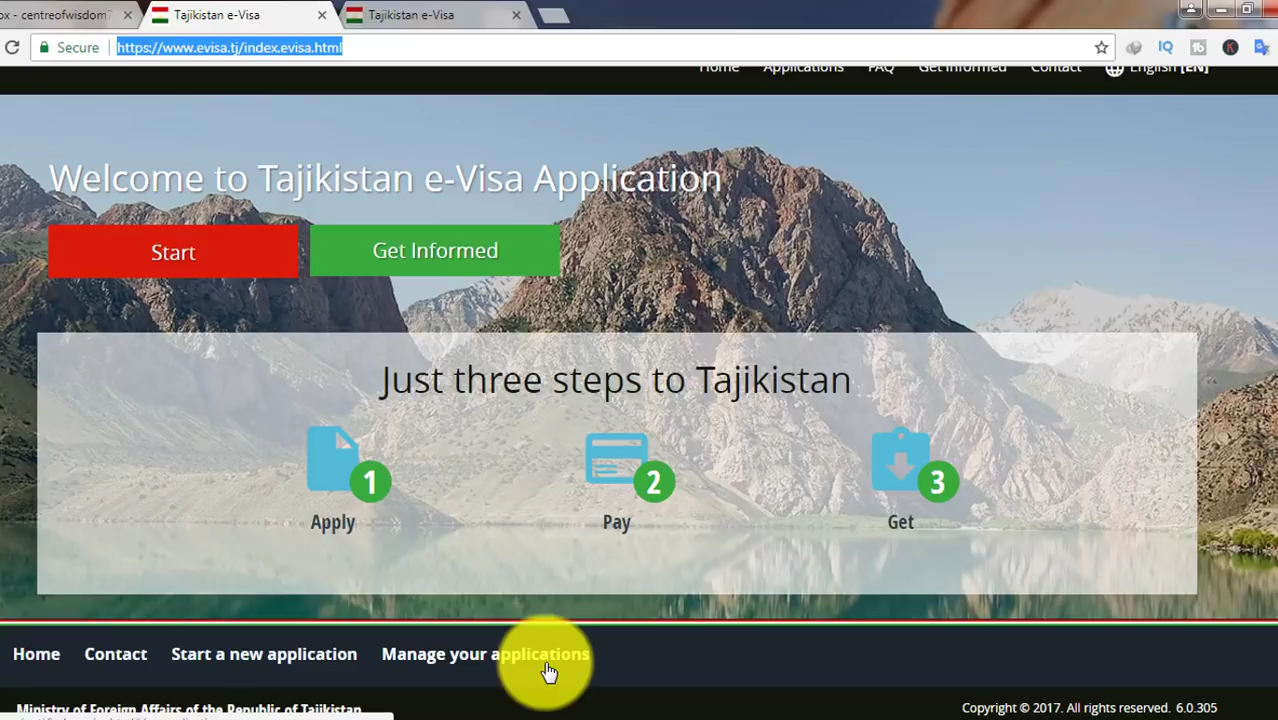 ox - centreofwisdom
Tajikistan e-Visa
Tajikistan e-Visa
Secure
https://www.evisa.tj/index.evisa.html
IQ
K
Home Applications FAQ Get Informed Contact English [EN]
Welcome to Tajikistan e-Visa Application
Start
Get Informed
Just three steps to Tajikistan
1
2
3
Apply
Pay
Get
Home Contact Start a new application Manage your applications
Ministry of Foreign Affairs of the Republic of Tajikistan
Copyright © 2017. All rights reserved. 6.0.305